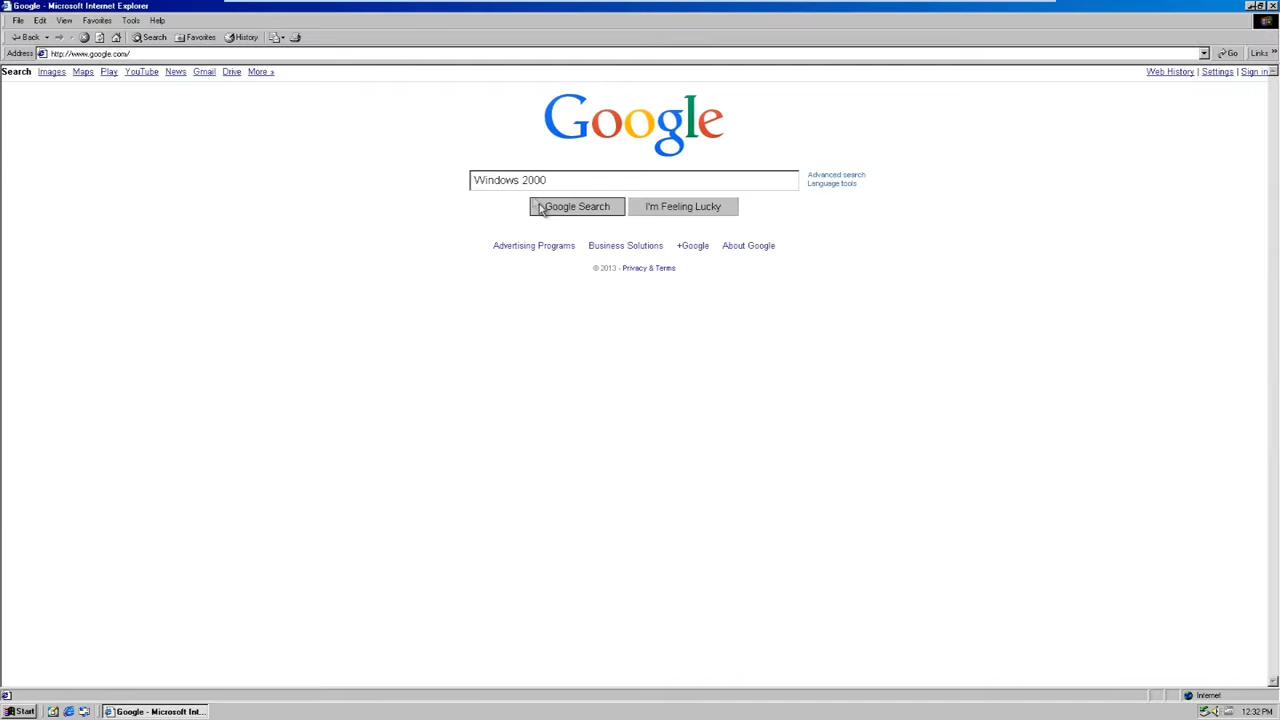 Google - Microsoft Internet Explorer
File Edit View Favorites Tools Help
Back Search Favorites History
Address http://www.google.com/ Go Links »
Search Images Maps Play YouTube News Gmail Drive More » Web History | Settings | Sign in
Google
Windows 2000 Advanced search
Language tools
Google Search I'm Feeling Lucky
Advertising Programs Business Solutions +Google About Google
© 2013 - Privacy & Terms
Internet
Start Google - Microsoft Int... 12:32 PM